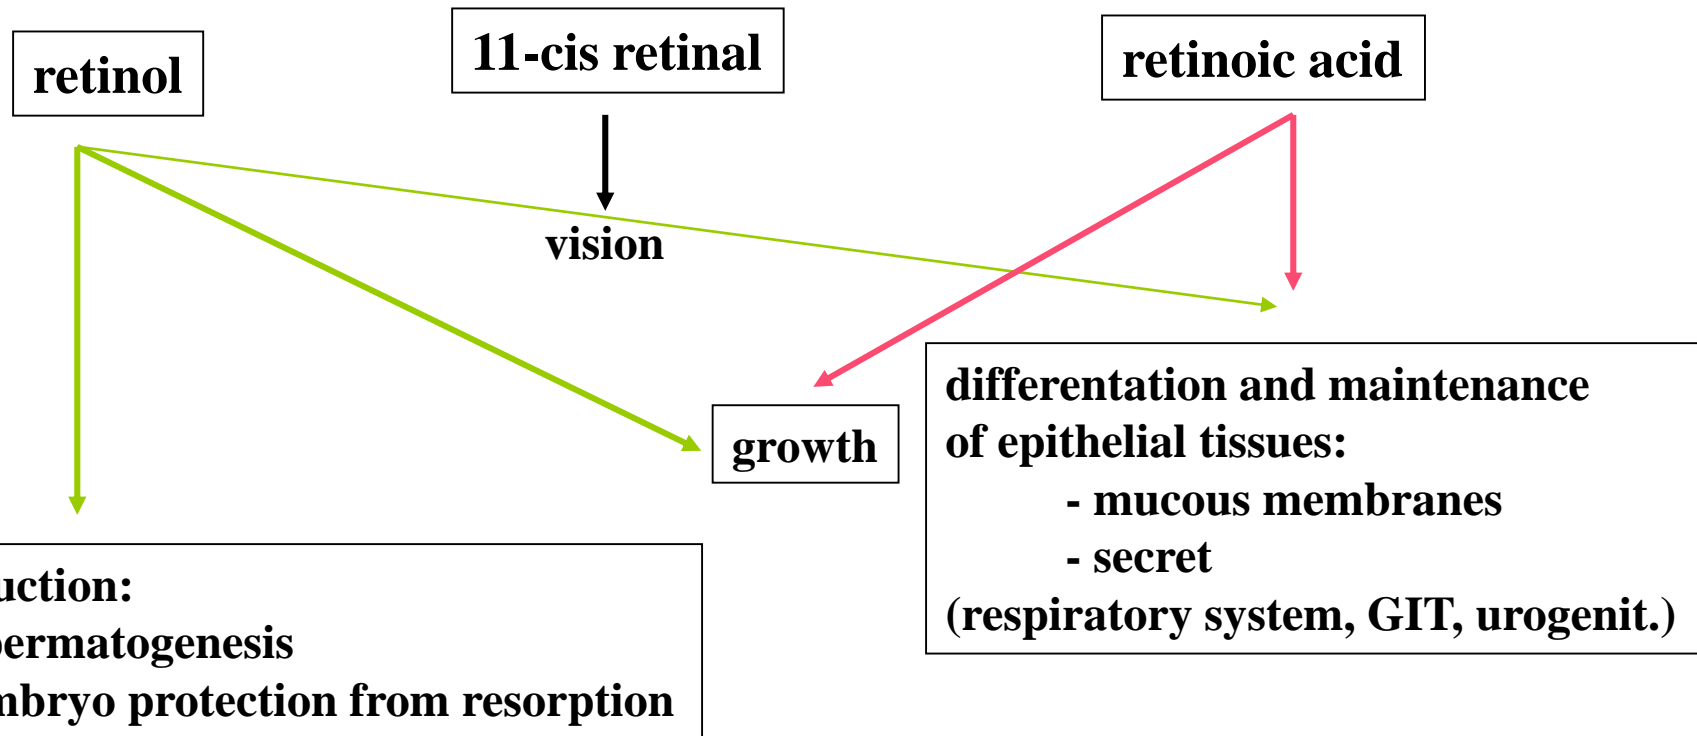 retinol
11-cis retinal
retinoic acid
vision
growth
differentation and maintenance
of epithelial tissues:
- mucous membranes
- secret
(respiratory system, GIT, urogenit.)
uction:
permatogenesis
mbryo protection from resorption